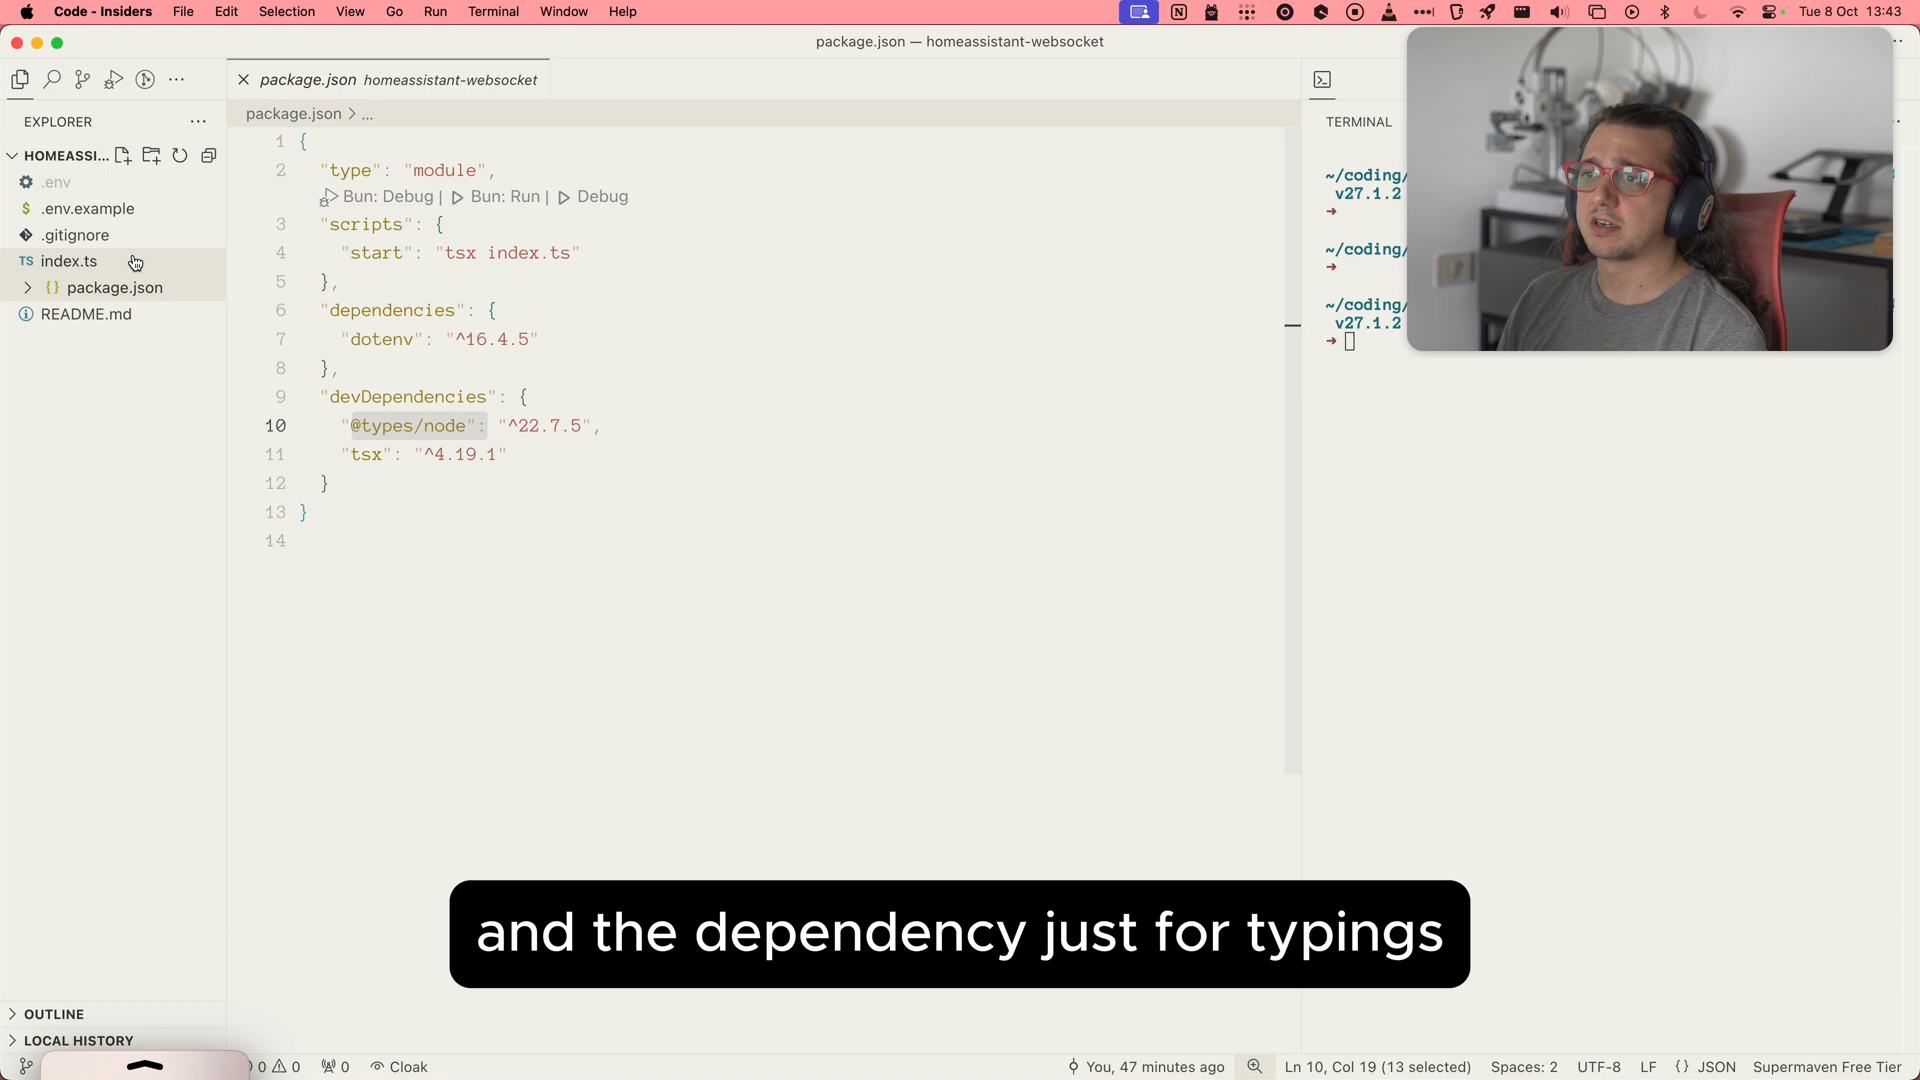 Code - Insiders File Edit Selection View Go Run Terminal Window Help Tue 8 Oct 13:43
package.json — homeassistant-websocket
package.json homeassistant-websocket
EXPLORER
package.json > ...
TERMINAL
HOMEASSI...
.env
.env.example
.gitignore
TS index.ts
package.json
README.md
1 {
2 "type": "module",
Bun: Debug | Bun: Run | Debug
3 "scripts": {
4 "start": "tsx index.ts"
5 },
6 "dependencies": {
7 "dotenv": "^16.4.5"
8 },
9 "devDependencies": {
10 "@types/node": "^22.7.5",
11 "tsx": "^4.19.1"
12 }
13 }
14
~/coding/
v27.1.2
~/coding/
~/coding/
v27.1.2
and the dependency just for typings
OUTLINE
LOCAL HISTORY
0 0 0 Cloak You, 47 minutes ago Ln 10, Col 19 (13 selected) Spaces: 2 UTF-8 LF {} JSON Supermaven Free Tier